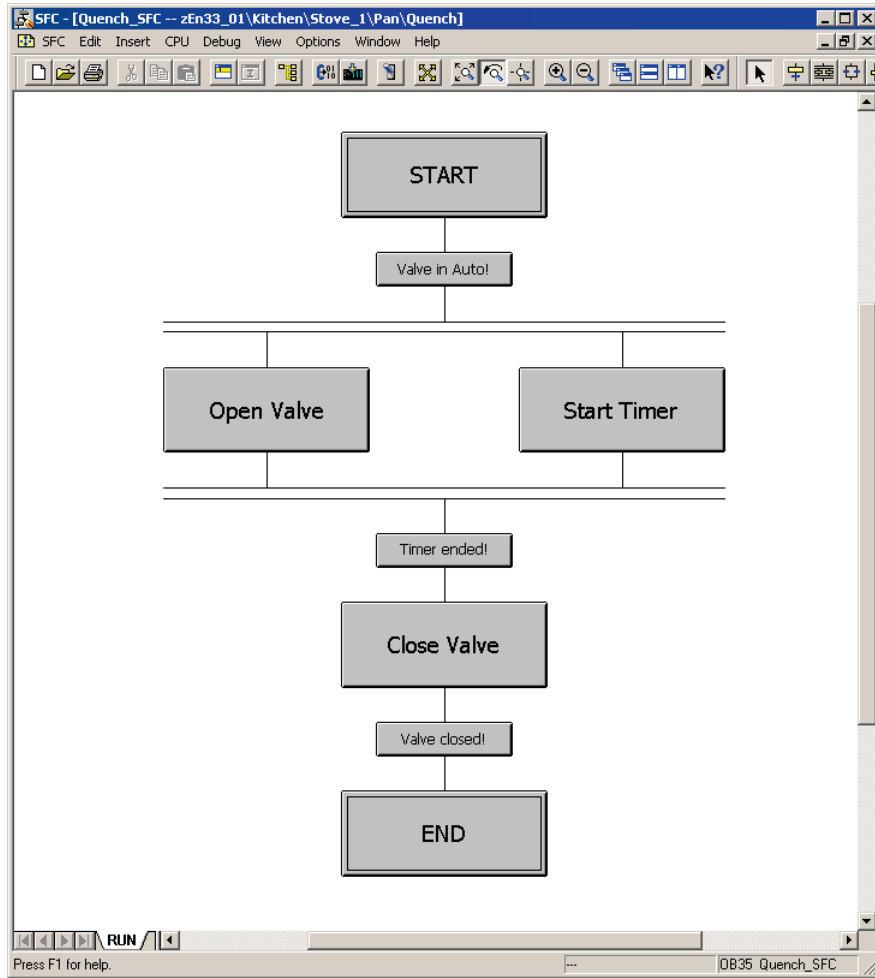 SFC - [Quench_SFC -- zEn33_01\Kitchen\Stove_1\Pan\Quench]
SFC Edit Insert CPU Debug View Options Window Help
START
Valve in Auto!
Open Valve
Start Timer
Timer ended!
Close Valve
Valve closed!
END
RUN
Press F1 for help.
---
OB35 Quench_SFC